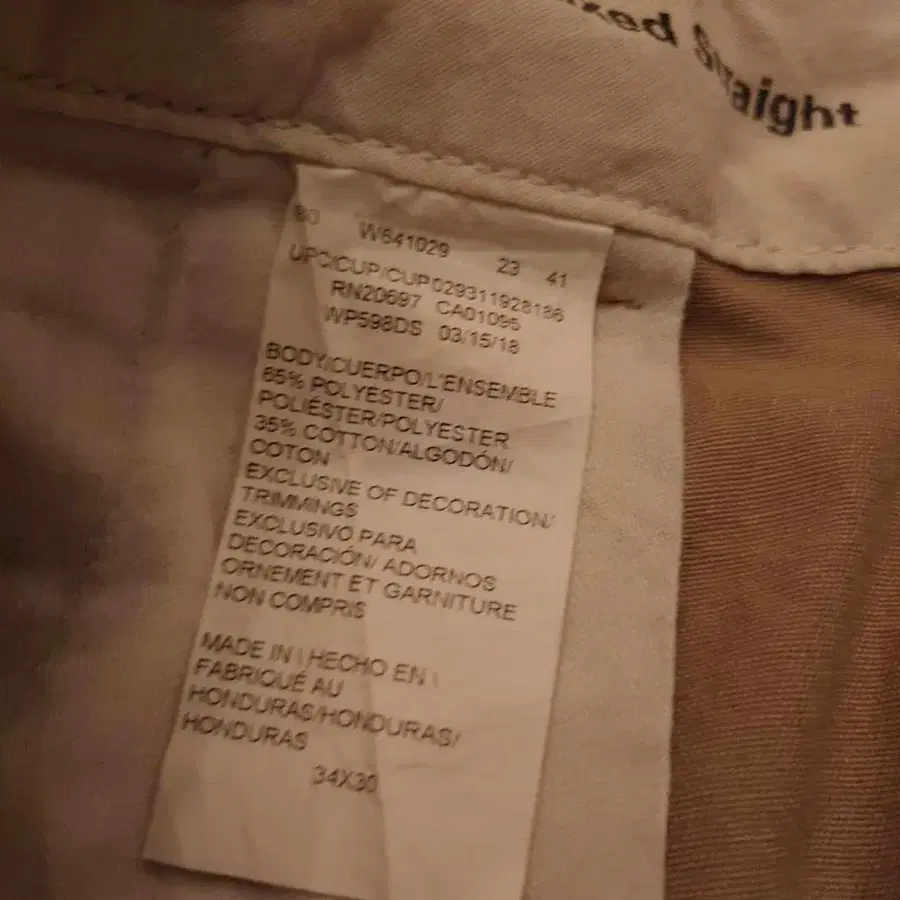 Straight
80 W641029 23 41
UPC/CUP/CUP029311928186
RN20697 CA01095
WP598DS 03/15/18
BODY/CUERPO/L'ENSEMBLE
65% POLYESTER/
POLIÉSTER/POLYESTER
35% COTTON/ALGODÓN/
COTON
EXCLUSIVE OF DECORATION/
TRIMMINGS
EXCLUSIVO PARA
DECORACIÓN/ ADORNOS
ORNEMENT ET GARNITURE
NON COMPRIS
MADE IN \ HECHO EN \
FABRIQUÉ AU
HONDURAS/HONDURAS/
HONDURAS
34X30